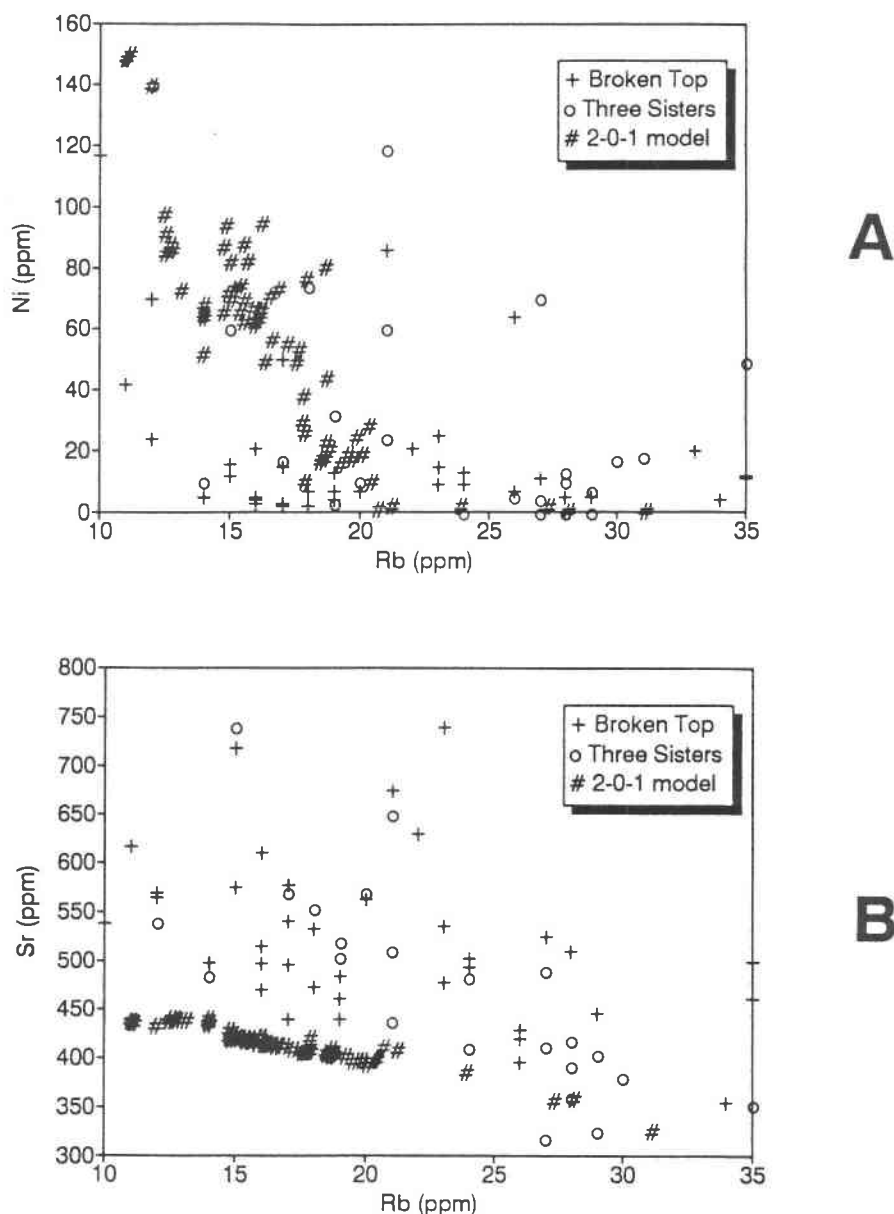 160
140
120
100
80
60
40
20
0
Ni (ppm)
+ Broken Top
o Three Sisters
# 2-0-1 model
10 15 20 25 30 35
Rb (ppm)
A
800
750
700
650
600
550
500
450
400
350
300
Sr (ppm)
+ Broken Top
o Three Sisters
# 2-0-1 model
10 15 20 25 30 35
Rb (ppm)
B